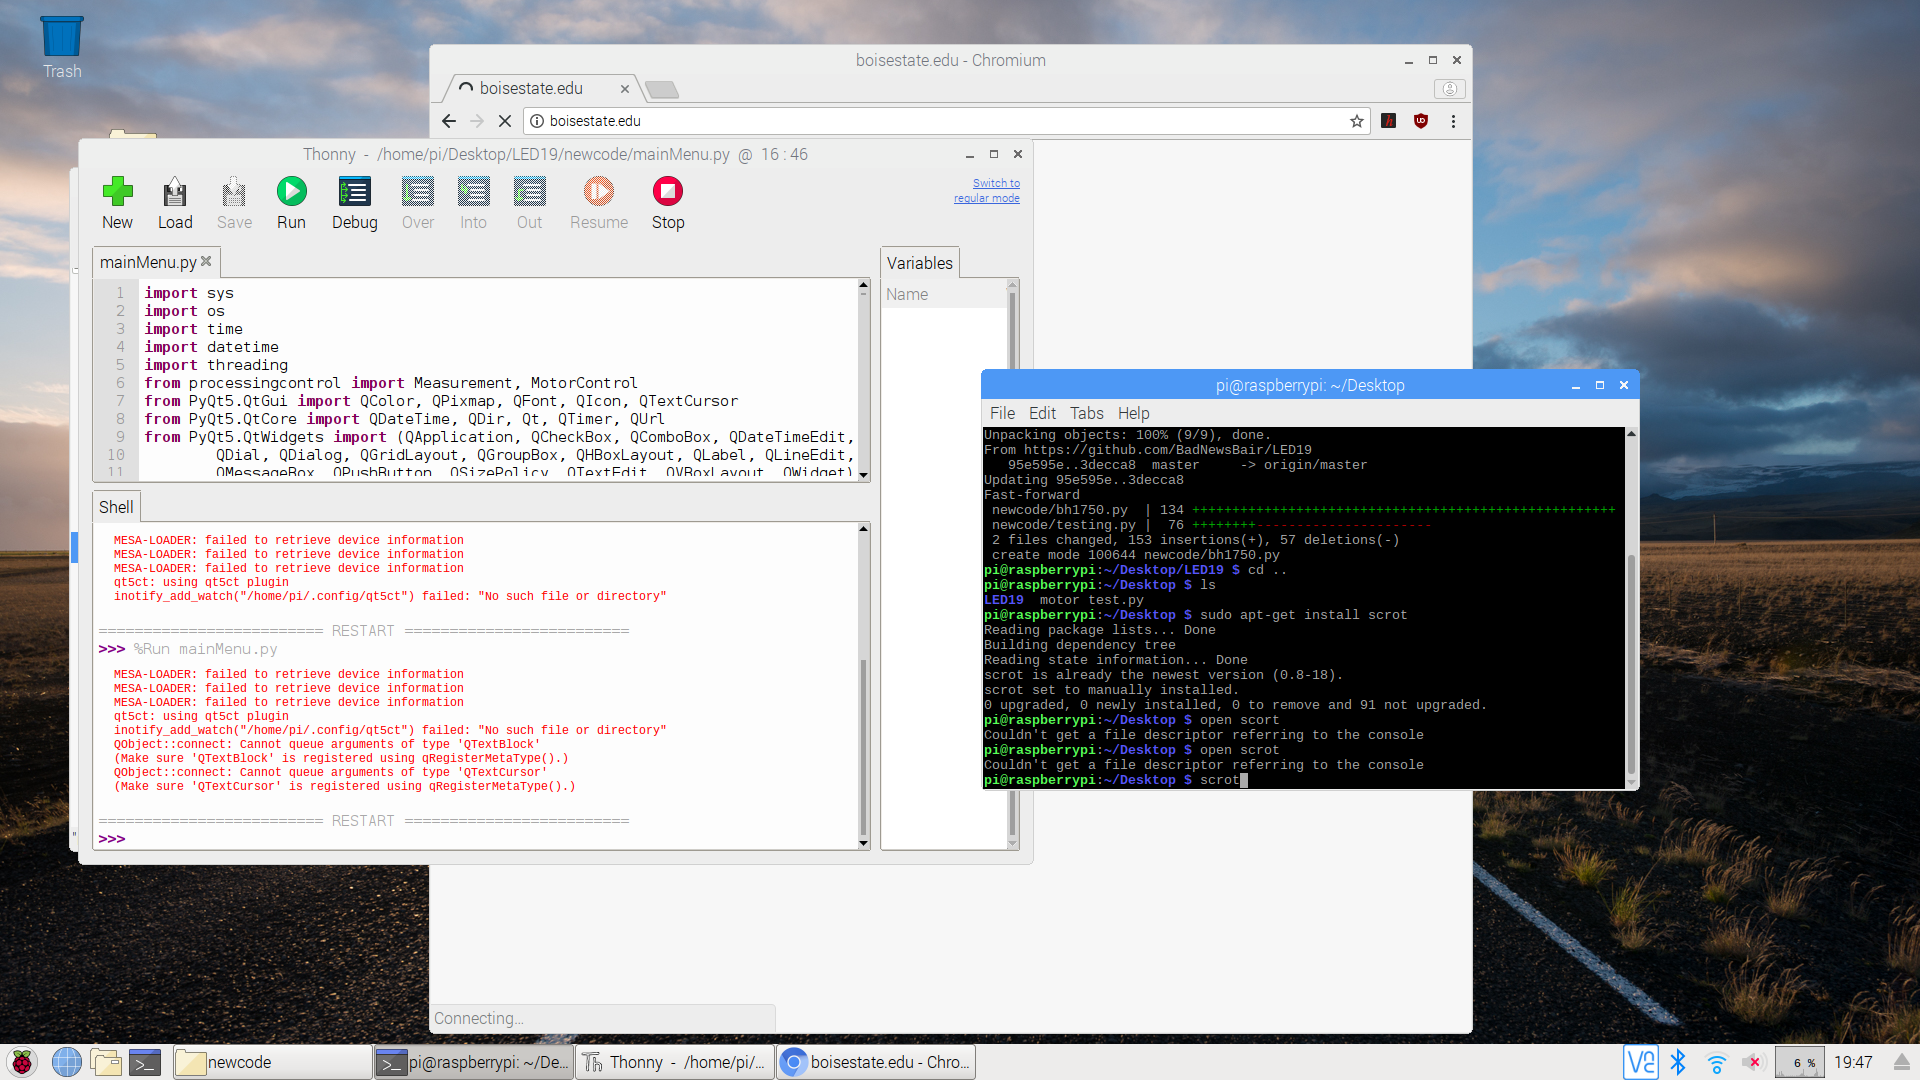 Trash
boisestate.edu - Chromium
boisestate.edu
boisestate.edu
Thonny - /home/pi/Desktop/LED19/newcode/mainMenu.py @ 16 : 46
Switch to
regular mode
New Load Save Run Debug Over Into Out Resume Stop
mainMenu.py
1 import sys
2 import os
3 import time
4 import datetime
5 import threading
6 from processingcontrol import Measurement, MotorControl
7 from PyQt5.QtGui import QColor, QPixmap, QFont, QIcon, QTextCursor
8 from PyQt5.QtCore import QDateTime, QDir, Qt, QTimer, QUrl
9 from PyQt5.QtWidgets import (QApplication, QCheckBox, QComboBox, QDateTimeEdit,
10 QDial, QDialog, QGridLayout, QGroupBox, QHBoxLayout, QLabel, QLineEdit,
11 QMessageBox, QPushButton, QSizePolicy, QTextEdit, QVBoxLayout, QWidget)
Variables
Name
Shell
MESA-LOADER: failed to retrieve device information
MESA-LOADER: failed to retrieve device information
MESA-LOADER: failed to retrieve device information
qt5ct: using qt5ct plugin
inotify_add_watch("/home/pi/.config/qt5ct") failed: "No such file or directory"
========================= RESTART =========================
>>> %Run mainMenu.py
MESA-LOADER: failed to retrieve device information
MESA-LOADER: failed to retrieve device information
MESA-LOADER: failed to retrieve device information
qt5ct: using qt5ct plugin
inotify_add_watch("/home/pi/.config/qt5ct") failed: "No such file or directory"
QObject::connect: Cannot queue arguments of type 'QTextBlock'
(Make sure 'QTextBlock' is registered using qRegisterMetaType().)
QObject::connect: Cannot queue arguments of type 'QTextCursor'
(Make sure 'QTextCursor' is registered using qRegisterMetaType().)
========================= RESTART =========================
>>>
pi@raspberrypi: ~/Desktop
File Edit Tabs Help
Unpacking objects: 100% (9/9), done.
From https://github.com/BadNewsBair/LED19
95e595e..3decca8 master -> origin/master
Updating 95e595e..3decca8
Fast-forward
newcode/bh1750.py | 134 +++++++++++++++++++++++++++++++++++++++++++++++++++++
newcode/testing.py | 76 ++++++++----------------------
2 files changed, 153 insertions(+), 57 deletions(-)
create mode 100644 newcode/bh1750.py
pi@raspberrypi:~/Desktop/LED19 $ cd ..
pi@raspberrypi:~/Desktop $ ls
LED19 motor test.py
pi@raspberrypi:~/Desktop $ sudo apt-get install scrot
Reading package lists... Done
Building dependency tree
Reading state information... Done
scrot is already the newest version (0.8-18).
scrot set to manually installed.
0 upgraded, 0 newly installed, 0 to remove and 91 not upgraded.
pi@raspberrypi:~/Desktop $ open scort
Couldn't get a file descriptor referring to the console
pi@raspberrypi:~/Desktop $ open scrot
Couldn't get a file descriptor referring to the console
pi@raspberrypi:~/Desktop $ scrot
Connecting...
newcode
pi@raspberrypi: ~/De...
Thonny - /home/pi/...
boisestate.edu - Chro...
6 %
19:47